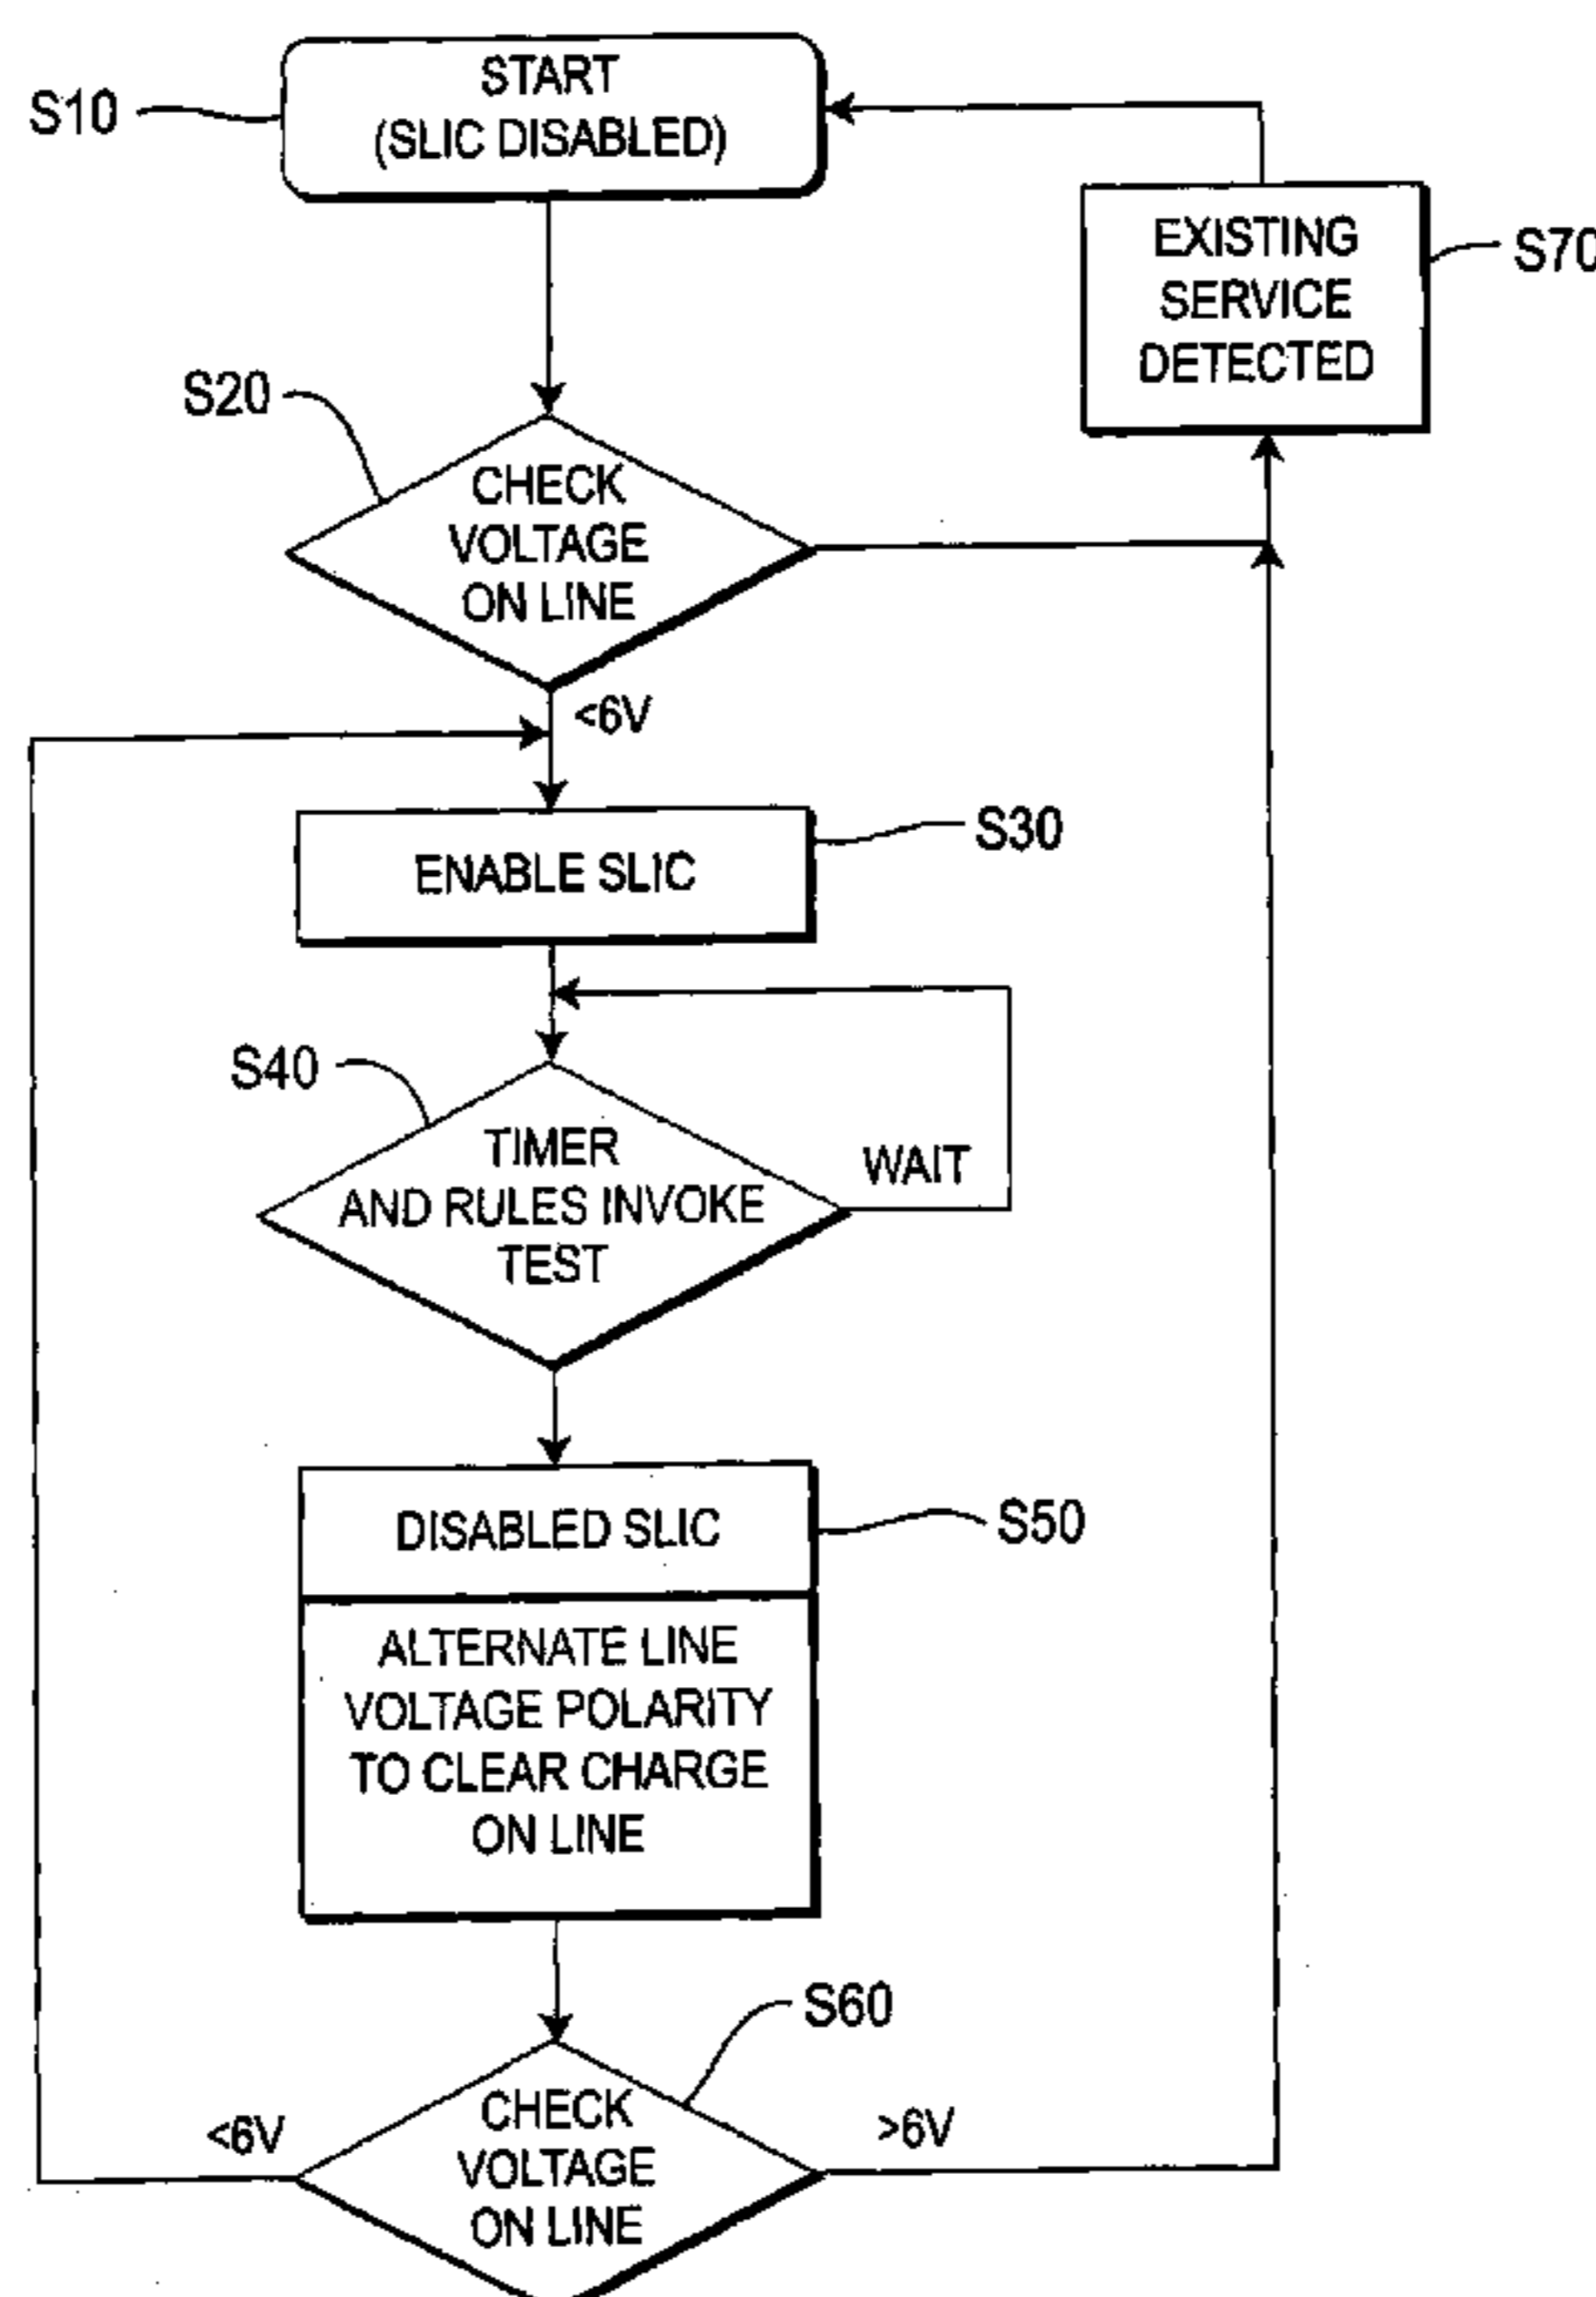 START
(SLIC DISABLED)
S10
EXISTING
SERVICE
DETECTED
S70
S20
CHECK
VOLTAGE
ON LINE
<6V
ENABLE SLIC
S30
S40
TIMER
AND RULES INVOKE
TEST
WAIT
DISABLED SLIC
S50
ALTERNATE LINE
VOLTAGE POLARITY
TO CLEAR CHARGE
ON LINE
S60
CHECK
VOLTAGE
ON LINE
<6V
>6V